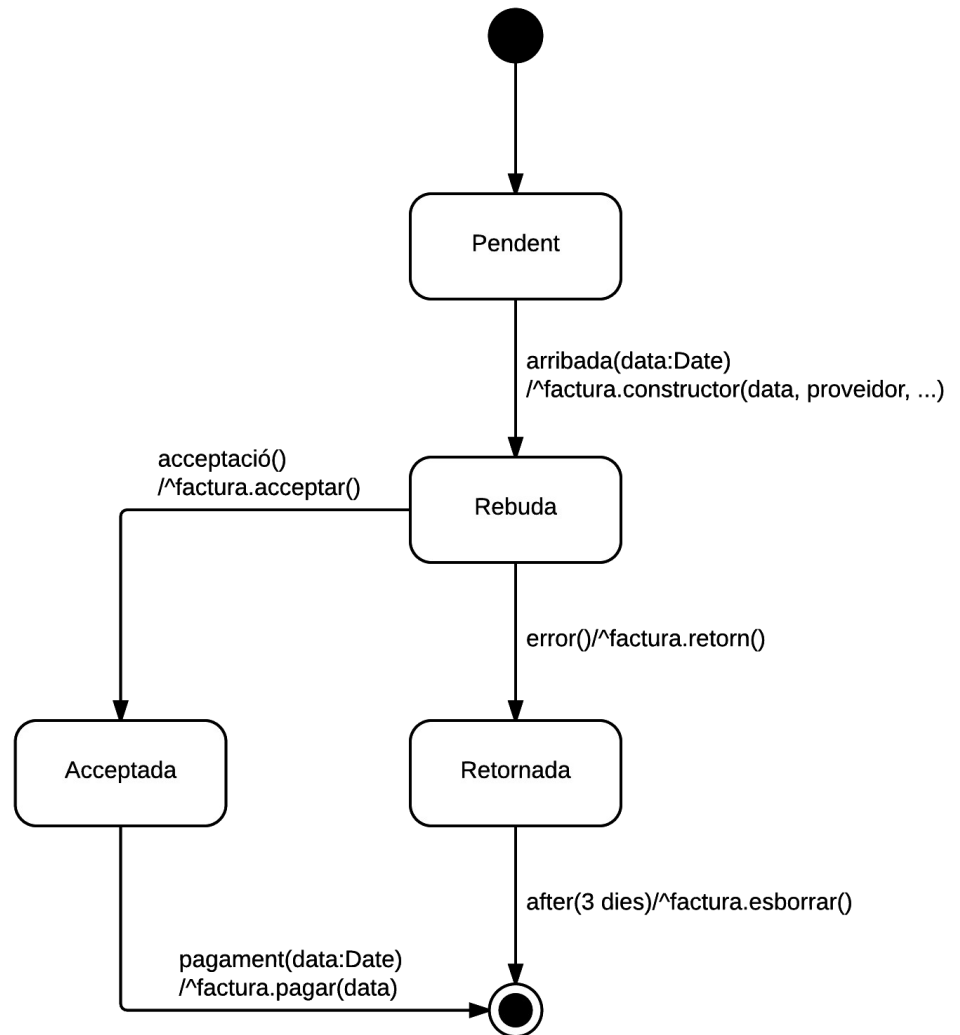 Pendent
arribada(data:Date)
/^factura.constructor(data, proveidor, ...)
acceptació()
/^factura.acceptar()
Rebuda
error()/^factura.retorn()
Acceptada
Retornada
after(3 dies)/^factura.esborrar()
pagament(data:Date)
/^factura.pagar(data)